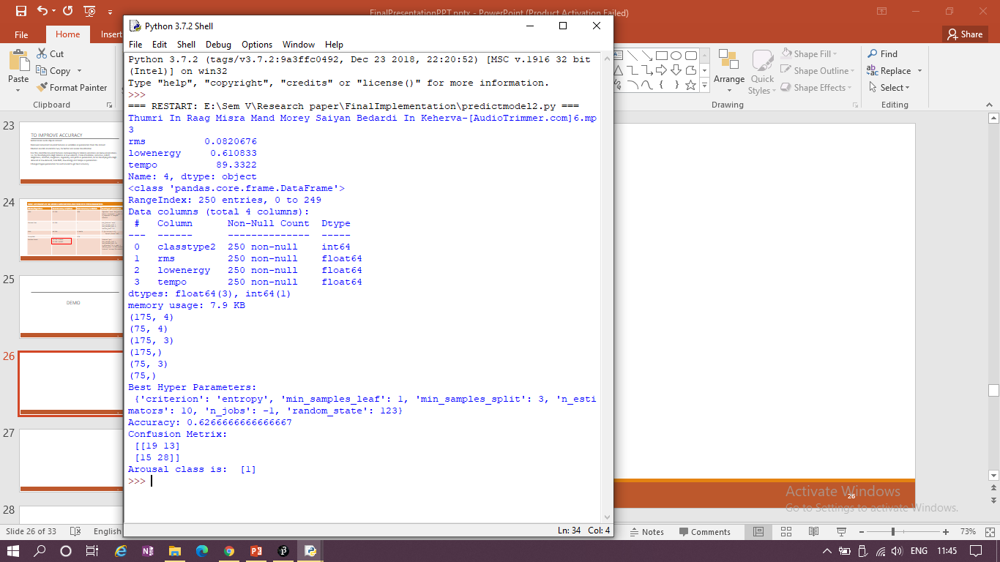 FinalPresentationPPT.pptx - PowerPoint (Product Activation Failed)
File Home Insert
Share
Paste
Cut
Copy
Format Painter
Clipboard
Arrange
Quick
Styles
Shape Fill
Shape Outline
Shape Effects
Drawing
Find
Replace
Select
Editing
Python 3.7.2 Shell
File Edit Shell Debug Options Window Help
Python 3.7.2 (tags/v3.7.2:9a3ffc0492, Dec 23 2018, 22:20:52) [MSC v.1916 32 bit
(Intel)] on win32
Type "help", "copyright", "credits" or "license()" for more information.
>>>
=== RESTART: E:\Sem V\Research paper\FinalImplementation\predictmodel2.py ===
Thumri In Raag Misra Mand Morey Saiyan Bedardi In Keherva-[AudioTrimmer.com]6.mp
3
rms 0.0820676
lowenergy 0.610833
tempo 89.3322
Name: 4, dtype: object
<class 'pandas.core.frame.DataFrame'>
RangeIndex: 250 entries, 0 to 249
Data columns (total 4 columns):
# Column Non-Null Count Dtype
--- ------ -------------- -----
0 classtype2 250 non-null int64
1 rms 250 non-null float64
2 lowenergy 250 non-null float64
3 tempo 250 non-null float64
dtypes: float64(3), int64(1)
memory usage: 7.9 KB
(175, 4)
(75, 4)
(175, 3)
(175,)
(75, 3)
(75,)
Best Hyper Parameters:
{'criterion': 'entropy', 'min_samples_leaf': 1, 'min_samples_split': 3, 'n_esti
mators': 10, 'n_jobs': -1, 'random_state': 123}
Accuracy: 0.6266666666666667
Confusion Metrix:
[[19 13]
[15 28]]
Arousal class is: [1]
>>>
Ln: 34 Col: 4
23
TO IMPROVE ACCURACY
24
25
DEMO
26
27
28
26
Activate Windows
Go to Settings to activate Windows.
Slide 26 of 33 English
Notes Comments 73%
ENG 11:45